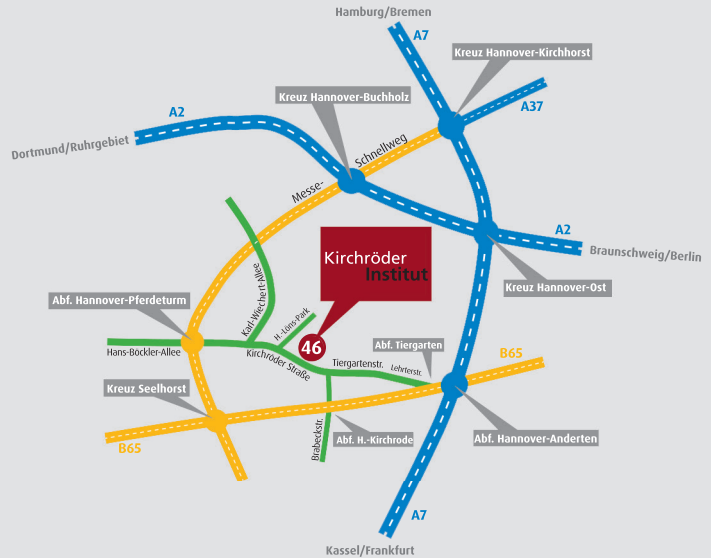 Hamburg/Bremen
A7
Kreuz Hannover-Kirchhorst
Kreuz Hannover-Buchholz
A37
A2
Dortmund/Ruhrgebiet
Schnellweg
Messe-
A2
Braunschweig/Berlin
Kirchröder
Institut
Kreuz Hannover-Ost
Karl-Wiechert-Allee
Abf. Hannover-Pferdeturm
H.-Löns-Park
46
Abf. Tiergarten
Hans-Böckler-Allee
Kirchröder Straße
Tiergartenstr.
Lehrterstr.
B65
Kreuz Seelhorst
Brabeckstr.
Abf. H.-Kirchrode
Abf. Hannover-Anderten
B65
A7
Kassel/Frankfurt